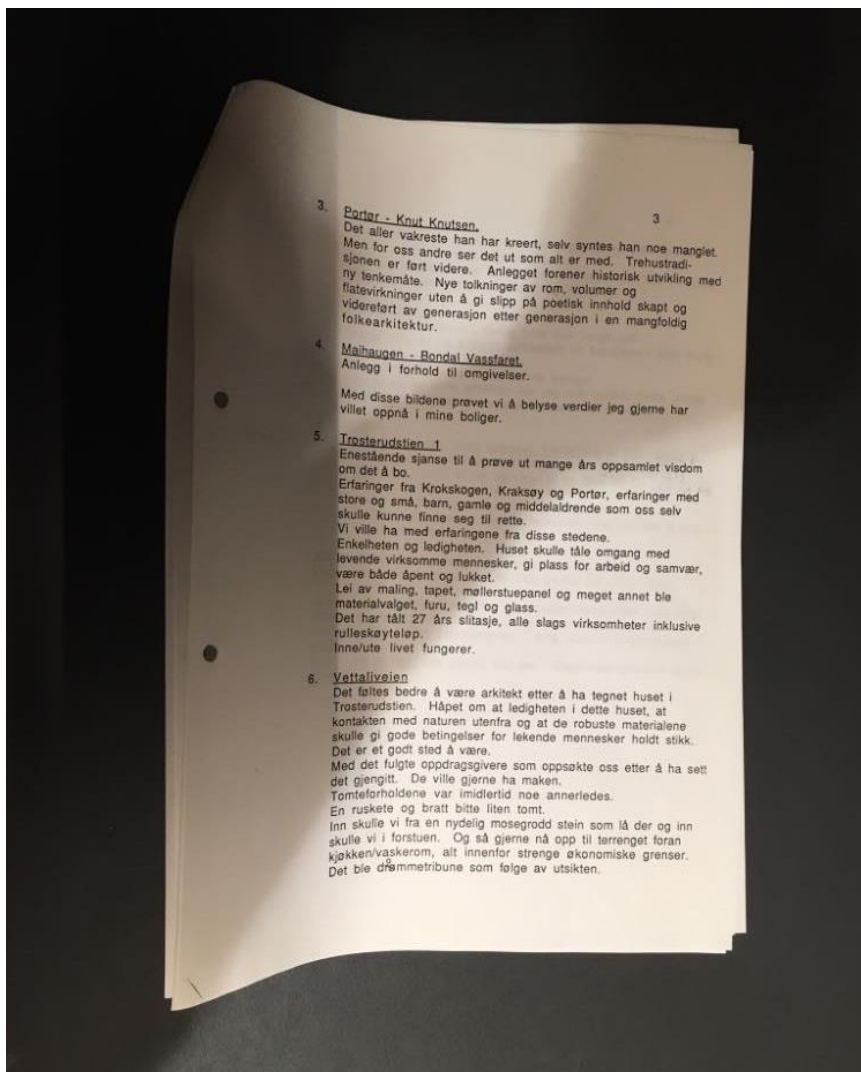 3
3. Portør - Knut Knutsen.
Det aller vakreste han har kreert, selv syntes han noe manglet.
Men for oss andre ser det ut som alt er med. Trehustradi-
sjonen er ført videre. Anlegget forener historisk utvikling med
ny tenkemåte. Nye tolkninger av rom, volumer og
flatevirkninger uten å gi slipp på poetisk innhold skapt og
videreført av generasjon etter generasjon i en mangfoldig
folkearkitektur.
4. Maihaugen - Bondal Vassfaret.
Anlegg i forhold til omgivelser.
Med disse bildene prøvet vi å belyse verdier jeg gjerne har
villet oppnå i mine boliger.
5. Trosterudstien 1
Enestående sjanse til å prøve ut mange års oppsamlet visdom
om det å bo.
Erfaringer fra Krokskogen, Kraksøy og Portør, erfaringer med
store og små, barn, gamle og middelaldrende som oss selv
skulle kunne finne seg til rette.
Vi ville ha med erfaringene fra disse stedene.
Enkelheten og ledigheten. Huset skulle tåle omgang med
levende virksomme mennesker, gi plass for arbeid og samvær,
være både åpent og lukket.
Lei av maling, tapet, møllerstuepanel og meget annet ble
materialvalget, furu, tegl og glass.
Det har tålt 27 års slitasje, alle slags virksomheter inklusive
rulleskøyteløp.
Inne/ute livet fungerer.
6. Vettaliveien
Det føltes bedre å være arkitekt etter å ha tegnet huset i
Trosterudstien. Håpet om at ledigheten i dette huset, at
kontakten med naturen utenfra og at de robuste materialene
skulle gi gode betingelser for lekende mennesker holdt stikk.
Det er et godt sted å være.
Med det fulgte oppdragsgivere som oppsøkte oss etter å ha sett
det gjengitt. De ville gjerne ha maken.
Tomteforholdene var imidlertid noe annerledes.
En ruskete og bratt bitte liten tomt.
Inn skulle vi fra en nydelig mosegrodd stein som lå der og inn
skulle vi i forstuen. Og så gjerne nå opp til terrenget foran
kjøkken/vaskerom, alt innenfor strenge økonomiske grenser.
Det ble drømmetribune som følge av utsikten.